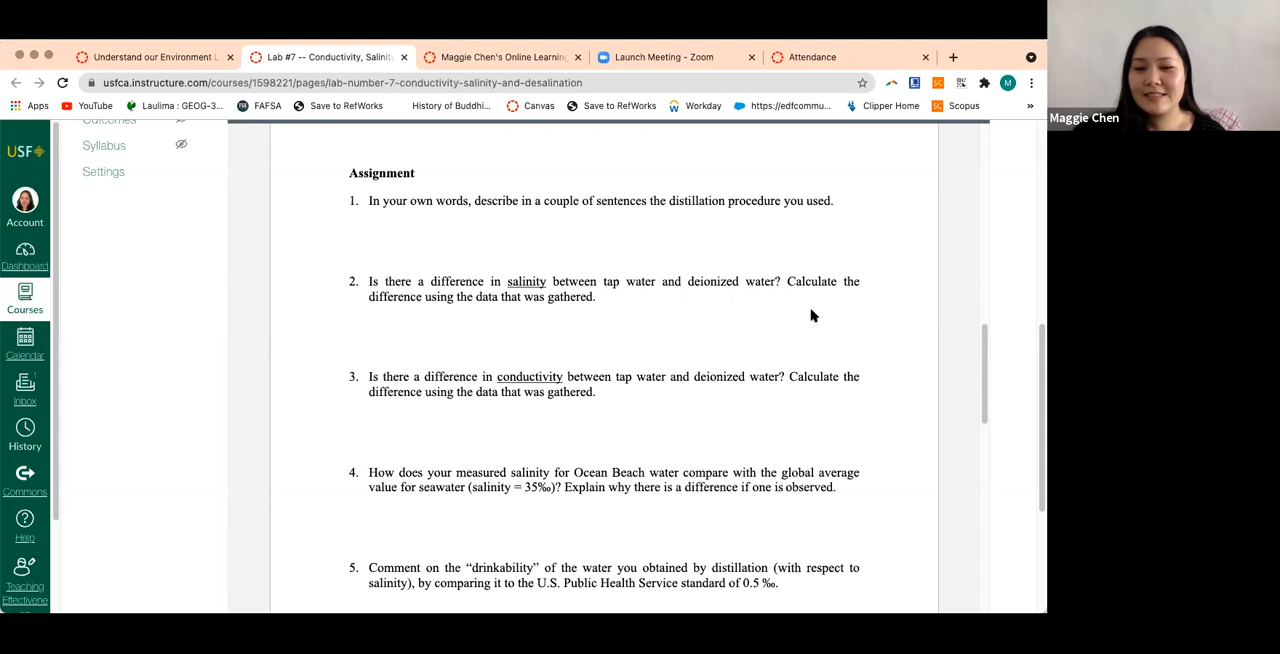 Understand our Environment L
Lab #7 -- Conductivity, Salinity
Maggie Chen's Online Learning
Launch Meeting - Zoom
Attendance
usfca.instructure.com/courses/1598221/pages/lab-number-7-conductivity-salinity-and-desalination
M
Apps
YouTube
Laulima : GEOG-3...
FAFSA
Save to RefWorks
History of Buddhi...
Canvas
Save to RefWorks
Workday
https://edfcommu...
SC
Clipper Home
SC
Scopus
»
Maggie Chen
USF
Account
Dashboard
Courses
Calendar
1
Inbox
History
Commons
Help
Teaching
Effectivene
Outcomes
Syllabus
Settings
Assignment
1. In your own words, describe in a couple of sentences the distillation procedure you used.
2. Is there a difference in salinity between tap water and deionized water? Calculate the
difference using the data that was gathered.
3. Is there a difference in conductivity between tap water and deionized water? Calculate the
difference using the data that was gathered.
4. How does your measured salinity for Ocean Beach water compare with the global average
value for seawater (salinity = 35‰)? Explain why there is a difference if one is observed.
5. Comment on the “drinkability” of the water you obtained by distillation (with respect to
salinity), by comparing it to the U.S. Public Health Service standard of 0.5 ‰.